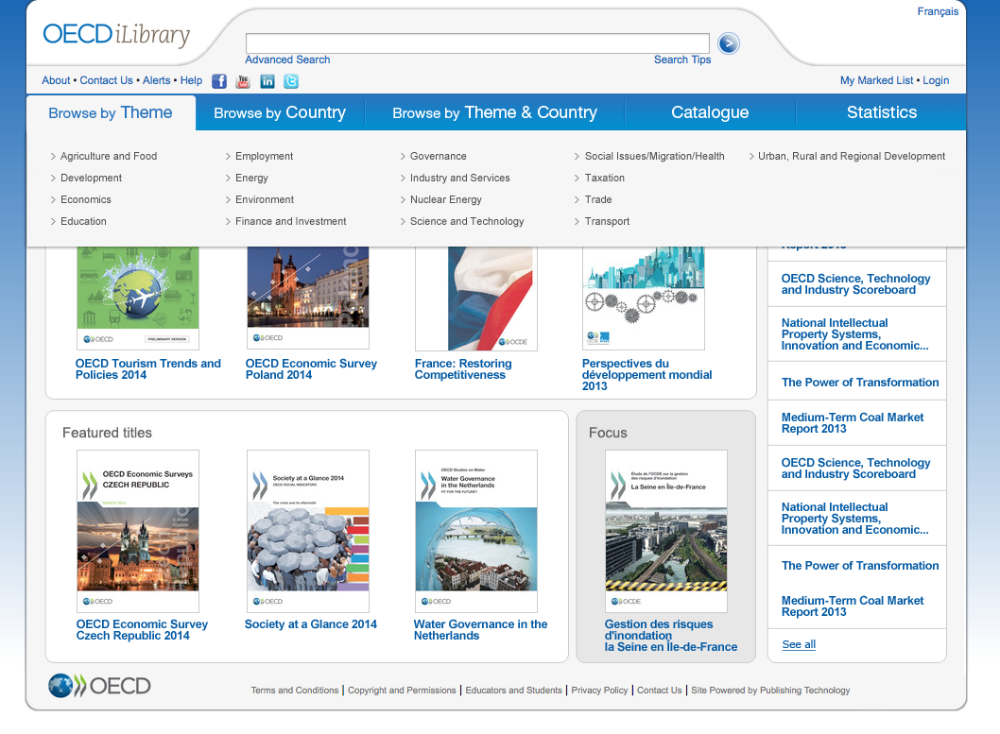 Français
OECD iLibrary
Advanced Search
Search Tips
About • Contact Us • Alerts • Help
My Marked List • Login
Browse by Theme
Browse by Country
Browse by Theme & Country
Catalogue
Statistics
Agriculture and Food
Development
Economics
Education
Employment
Energy
Environment
Finance and Investment
Governance
Industry and Services
Nuclear Energy
Science and Technology
Social Issues/Migration/Health
Taxation
Trade
Transport
Urban, Rural and Regional Development
OECD
PRELIMINARY VERSION
OECD
OCDE
OECD Tourism Trends and
Policies 2014
OECD Economic Survey
Poland 2014
France: Restoring
Competitiveness
Perspectives du
développement mondial
2013
Featured titles
OECD Economic Surveys
CZECH REPUBLIC
MARCH 2014
OECD
OECD Economic Survey
Czech Republic 2014
Society at a Glance 2014
OECD SOCIAL INDICATORS
The crisis and its aftermath
OECD
Society at a Glance 2014
OECD Studies on Water
Water Governance
in the Netherlands
FIT FOR THE FUTURE?
OECD
Water Governance in the
Netherlands
Focus
Étude de l'OCDE sur la gestion
des risques d'inondation
La Seine en Île-de-France
OCDE
Gestion des risques
d'inondation
la Seine en Île-de-France
OECD Science, Technology
and Industry Scoreboard
National Intellectual
Property Systems,
Innovation and Economic...
The Power of Transformation
Medium-Term Coal Market
Report 2013
OECD Science, Technology
and Industry Scoreboard
National Intellectual
Property Systems,
Innovation and Economic...
The Power of Transformation
Medium-Term Coal Market
Report 2013
See all
OECD
Terms and Conditions | Copyright and Permissions | Educators and Students | Privacy Policy | Contact Us | Site Powered by Publishing Technology